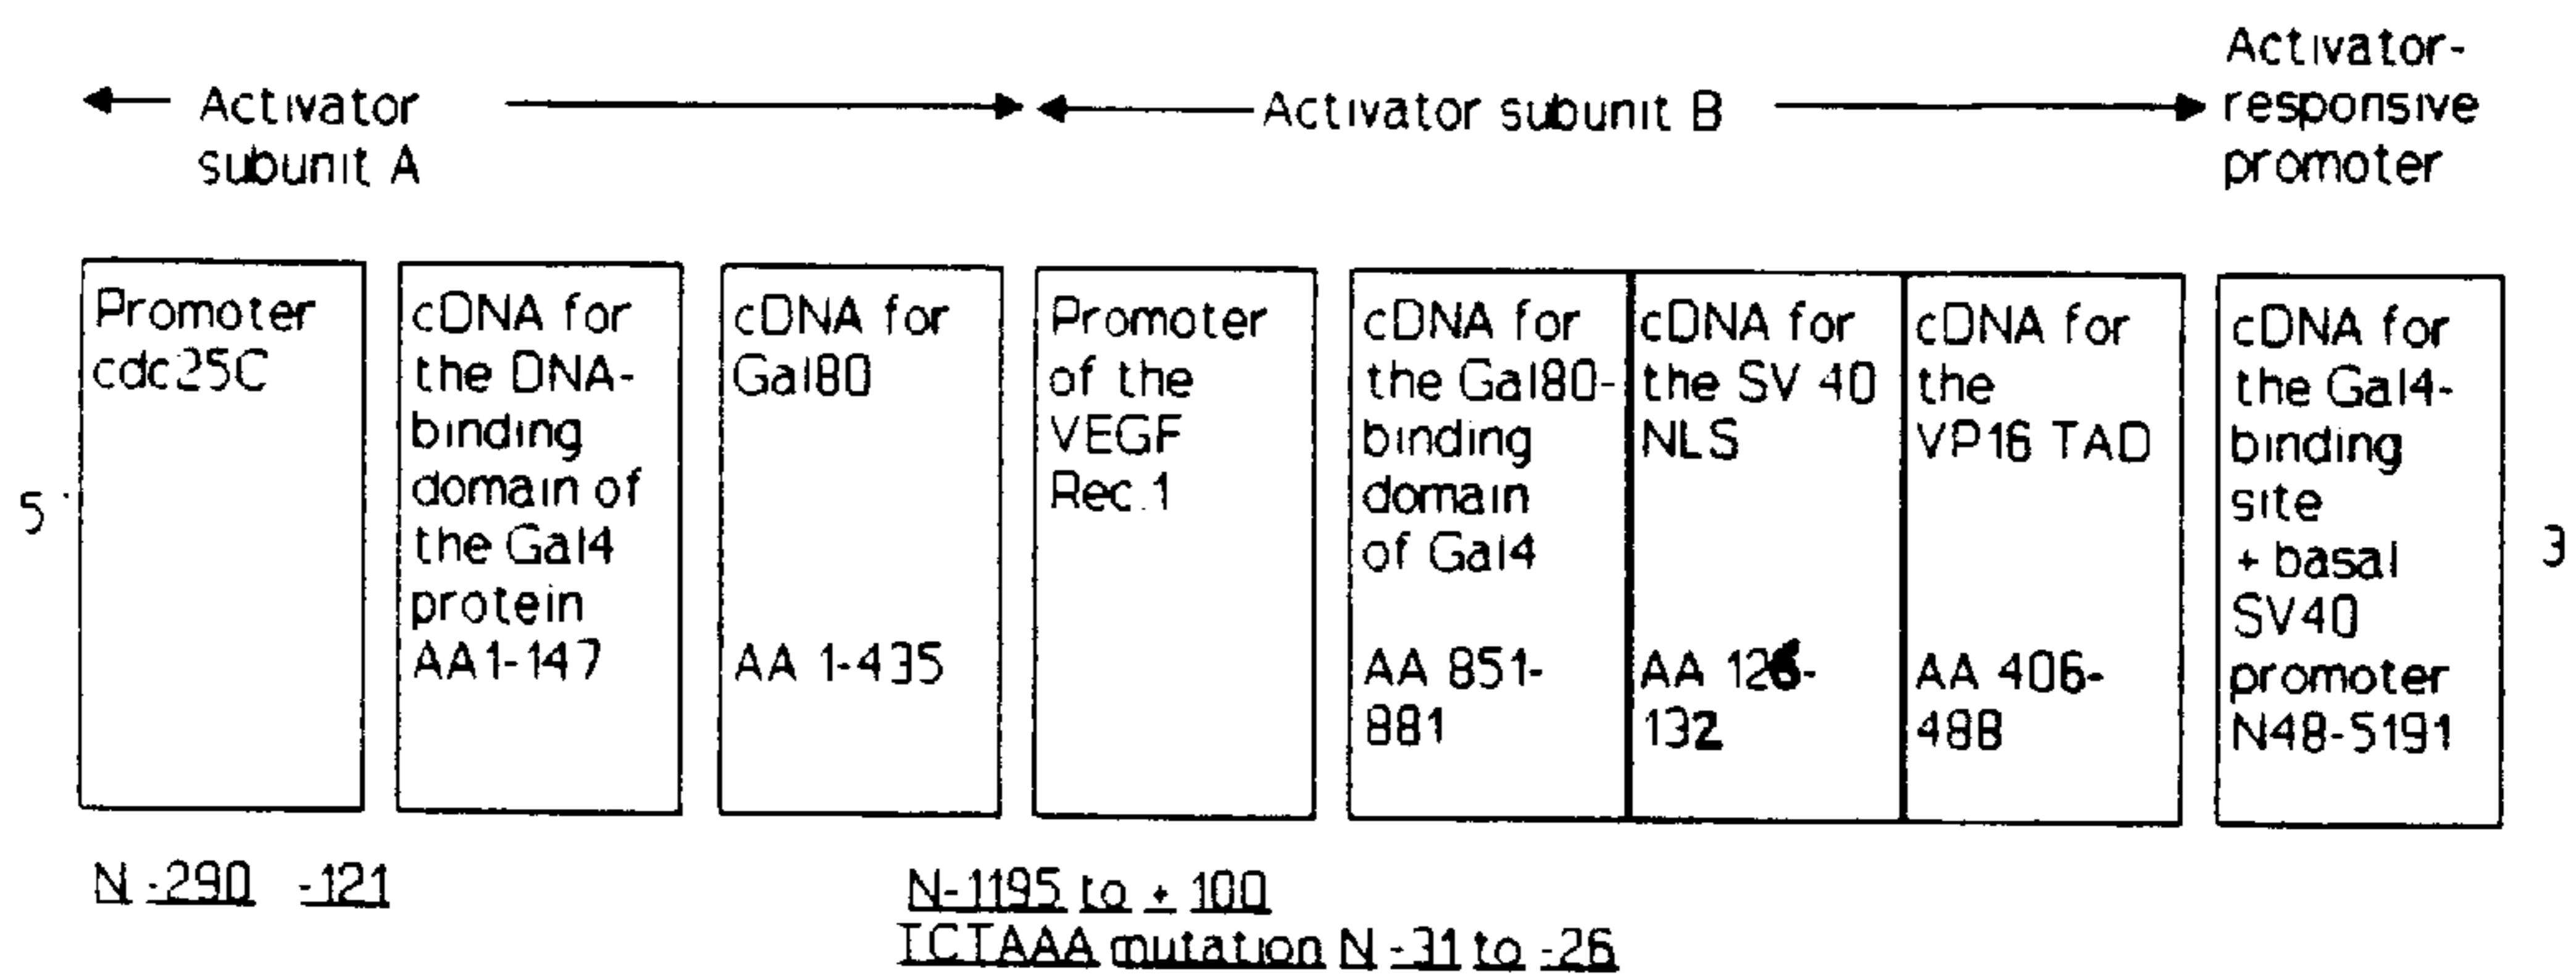 Activator
subunit A
Activator subunit B
Activator-
responsive
promoter
5'
Promoter
cdc25C
cDNA for
the DNA-
binding
domain of
the Gal4
protein
AA1-147
cDNA for
Gal80
AA 1-435
Promoter
of the
VEGF
Rec.1
cDNA for
the Gal80-
binding
domain
of Gal4
AA 851-
881
cDNA for
the SV 40
NLS
AA 126-
132
cDNA for
the
VP16 TAD
AA 406-
488
cDNA for
the Gal4-
binding
site
+ basal
SV40
promoter
N48-5191
3
N -290 -121
N-1195 to + 100
TCTAAA mutation N -31 to -26